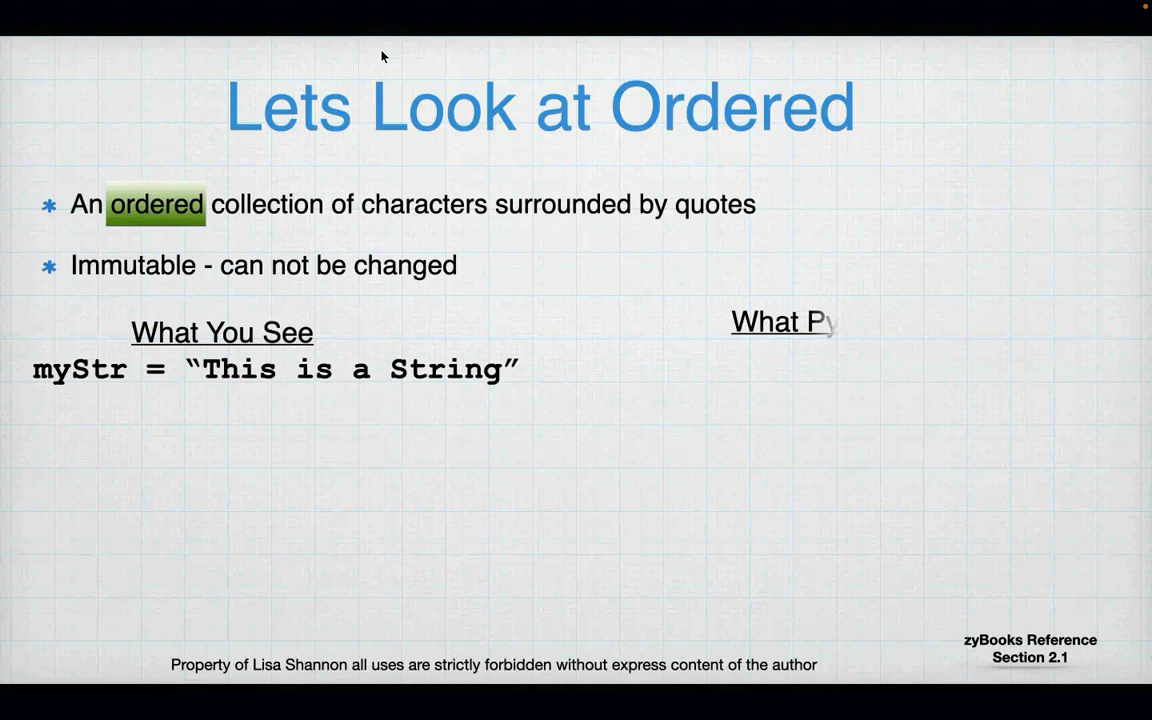 Lets Look at Ordered
* An ordered collection of characters surrounded by quotes
* Immutable - can not be changed
What You See
What Py
myStr = “This is a String”
zyBooks Reference
Section 2.1
Property of Lisa Shannon all uses are strictly forbidden without express content of the author